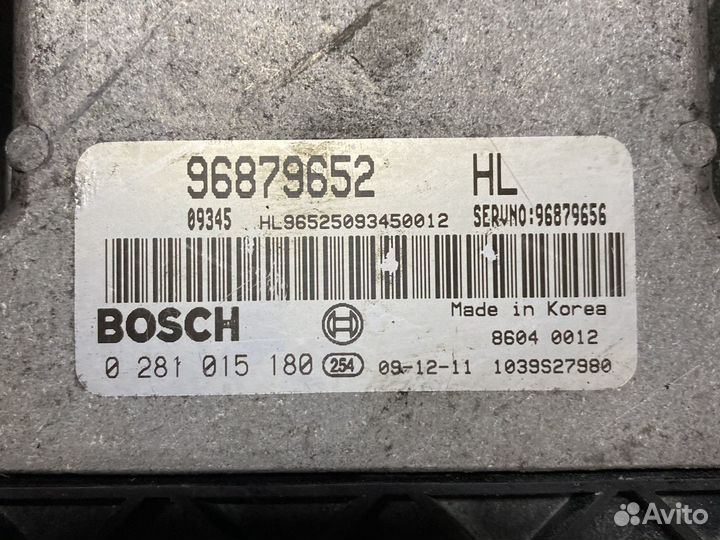 96879652 HL
09345 HL96525093450012 SERVNO:96879656
Made in Korea
BOSCH
8604 0012
0 281 015 180 254 09-12-11 1039S27980
Avito